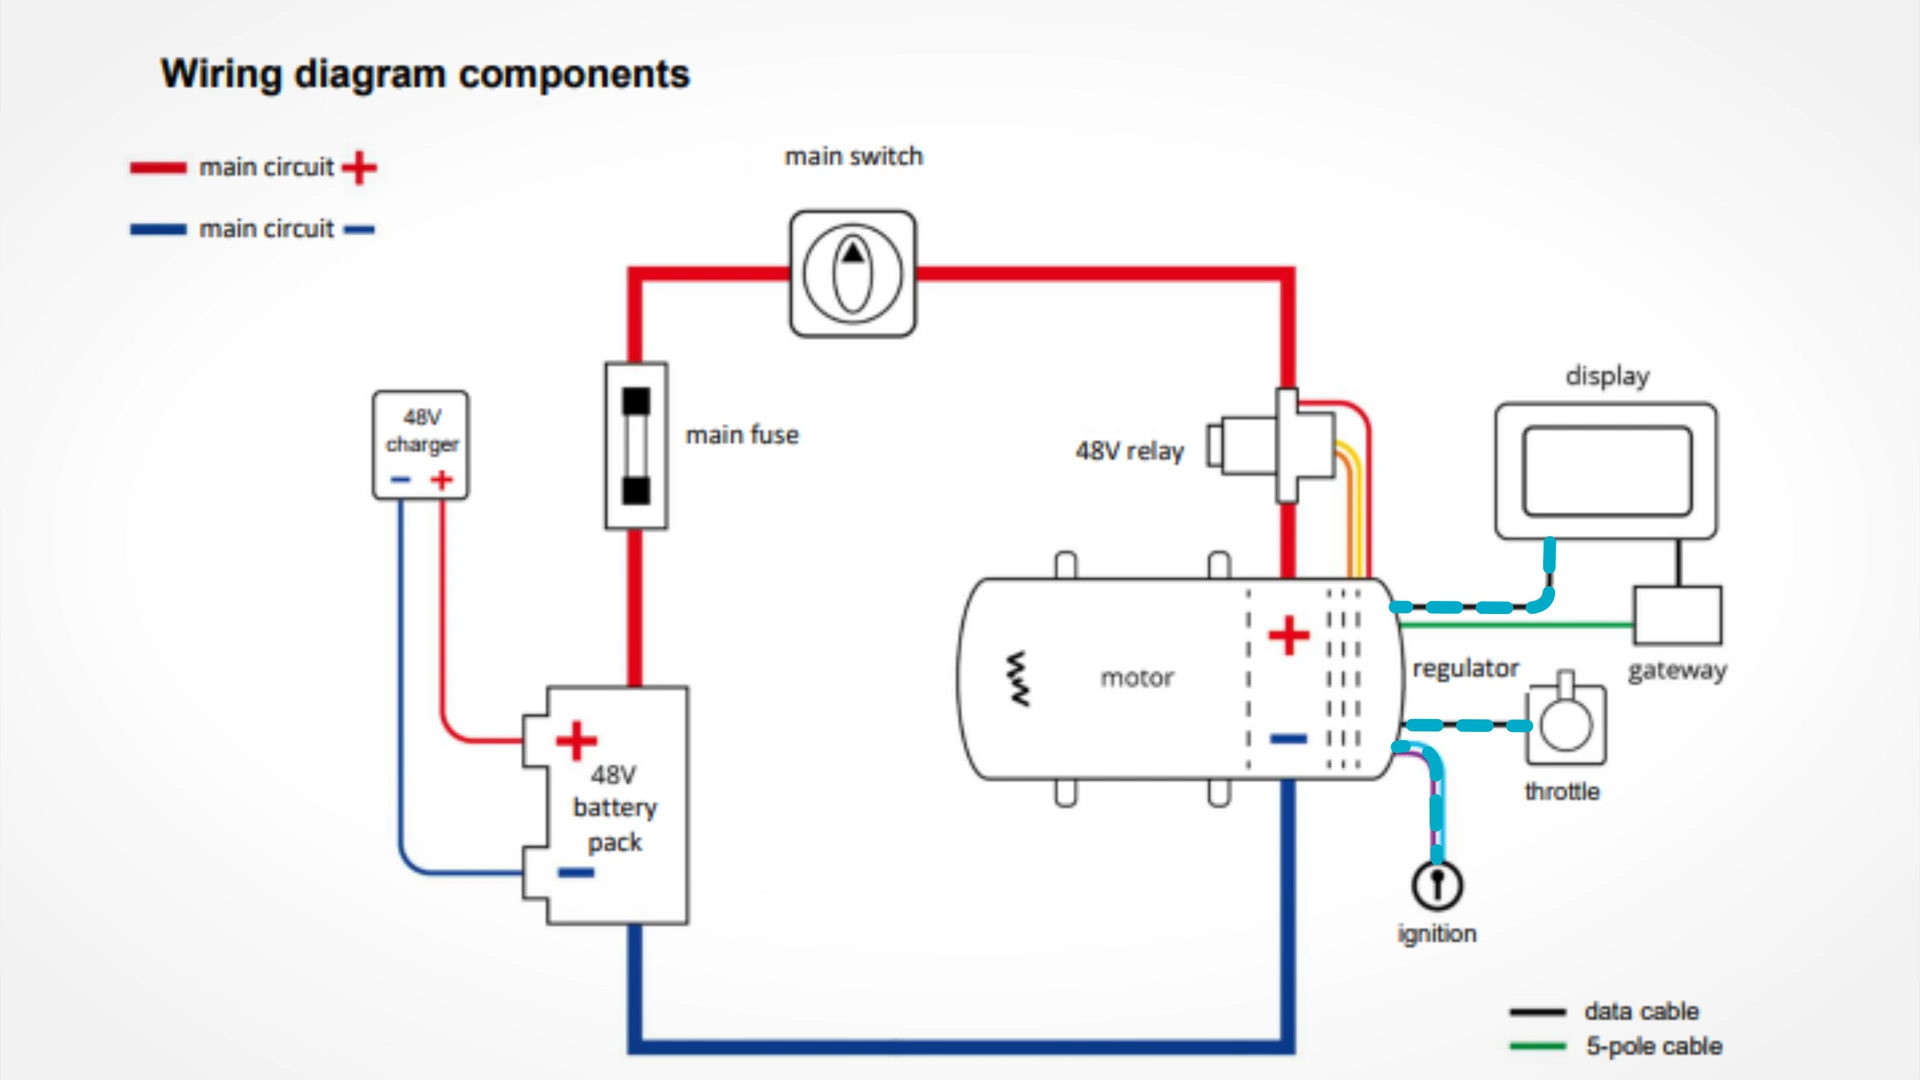 Wiring diagram components
main circuit +
main circuit −
main switch
48V
charger
− +
main fuse
48V relay
display
+
motor
−
regulator
gateway
throttle
ignition
+
48V
battery
pack
−
data cable
5-pole cable